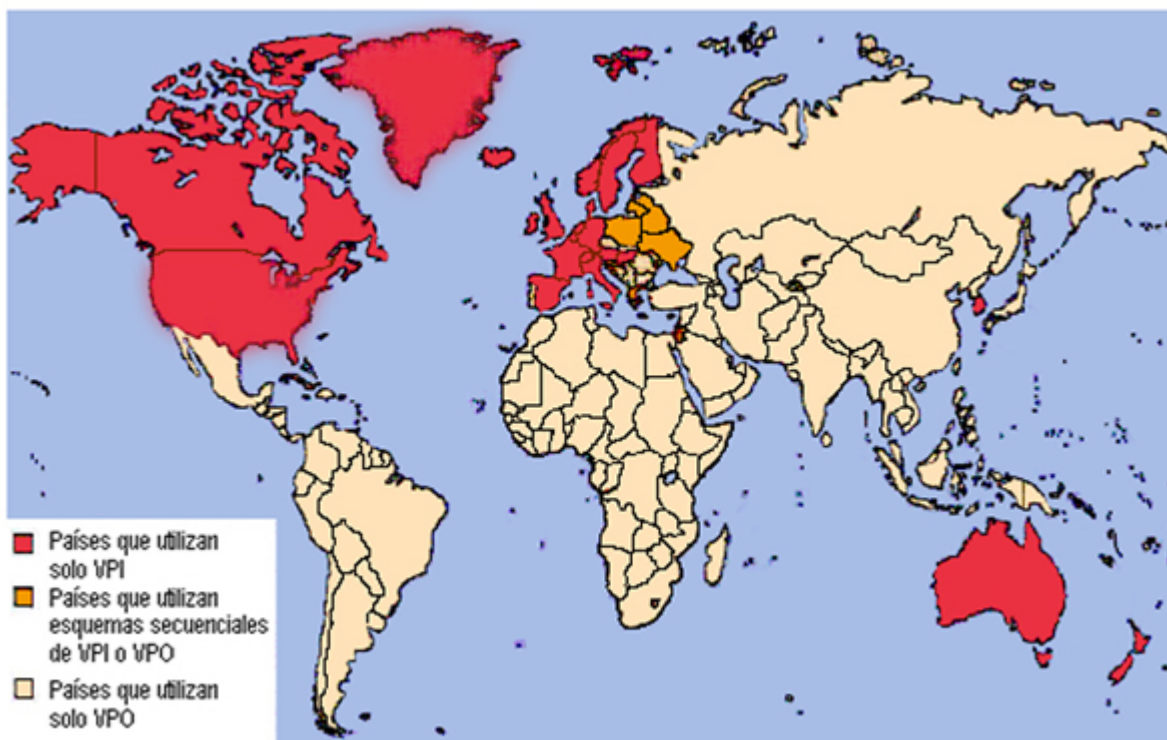 Países que utilizan
solo VPI
Países que utilizan
esquemas secuenciales
de VPI o VPO
Países que utilizan
solo VPO